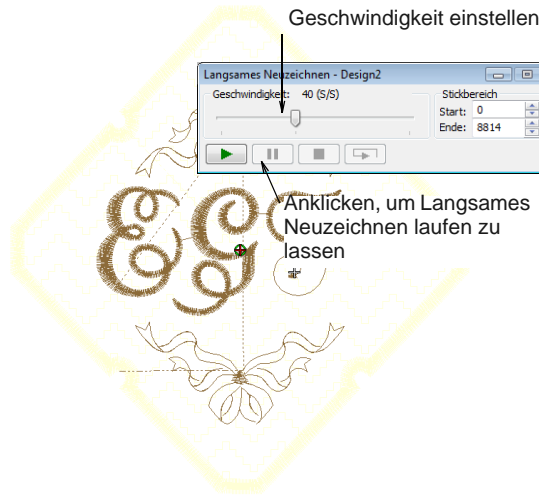 Geschwindigkeit einstellen
Langsames Neuzeichnen - Design2
Geschwindigkeit: 40 (S/S)
Stickbereich
Start: 0
Ende: 8814
Anklicken, um Langsames
Neuzeichnen laufen zu
lassen